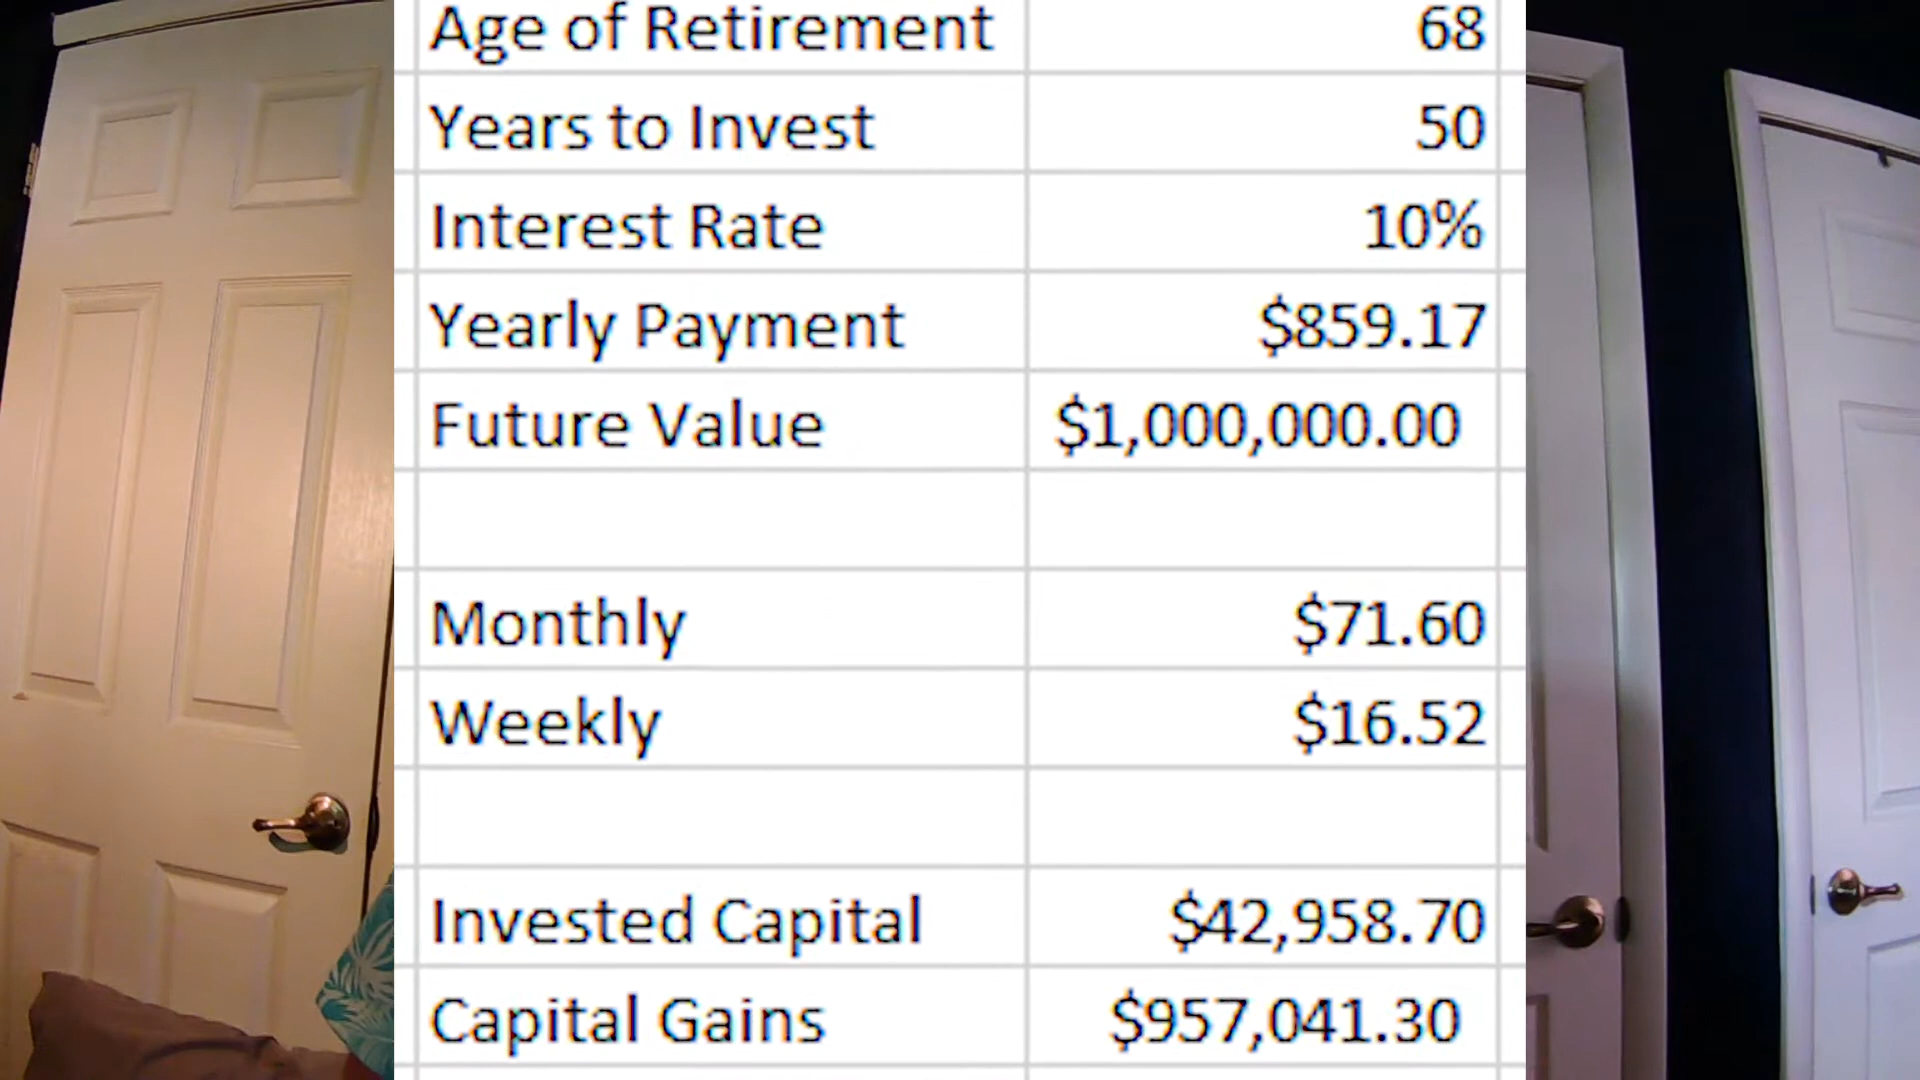 Age of Retirement 68
Years to Invest 50
Interest Rate 10%
Yearly Payment $859.17
Future Value $1,000,000.00
Monthly $71.60
Weekly $16.52
Invested Capital $42,958.70
Capital Gains $957,041.30